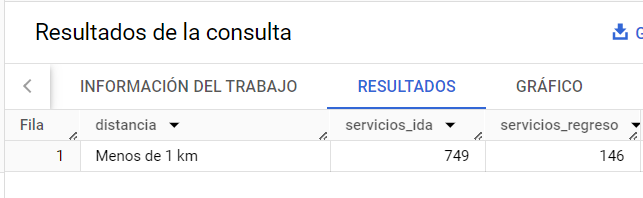 Resultados de la consulta
G
INFORMACIÓN DEL TRABAJO RESULTADOS GRÁFICO
Fila distancia servicios_ida servicios_regreso
1 Menos de 1 km 749 146